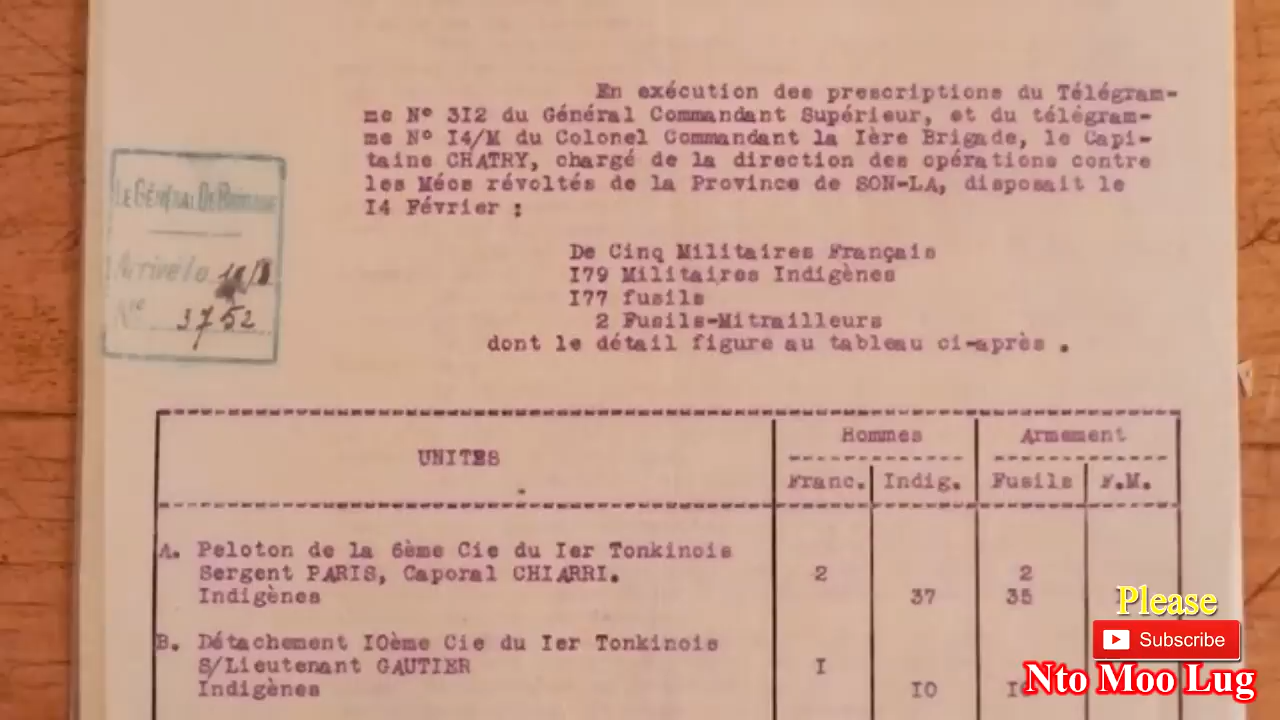 En exécution des prescriptions du Télégram-
me N° 3I2 du Général Commandant Supérieur, et du télégram-
me N° I4/M du Colonel Commandant la Ière Brigade, le Capi-
taine CHATRY, chargé de la direction des opérations contre
les Méos révoltés de la Province de SON-LA, disposait le
I4 Février :
LE GÉNÉRAL DE
Arrivé le
N° 3752
De Cinq Militaires Français
I79 Militaires Indigènes
I77 fusils
2 Fusils-Mitrailleurs
dont le détail figure au tableau ci-après .
UNITES Hommes Armement
Franc. Indig. Fusils F.M.
A. Peloton de la 6ème Cie du Ier Tonkinois
Sergent PARIS, Caporal CHIARRI. 2 2
Indigènes 37 35
B. Détachement I0ème Cie du Ier Tonkinois
S/Lieutenant GAUTIER I
Indigènes I0
Please
Subscribe
Nto Moo Lug